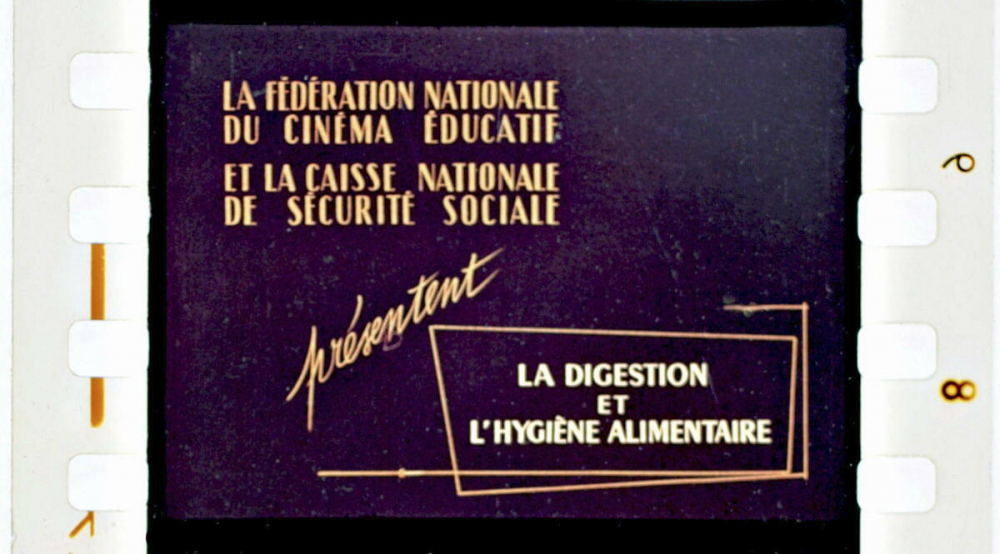 LA FÉDÉRATION NATIONALE
DU CINÉMA ÉDUCATIF
ET LA CAISSE NATIONALE
DE SÉCURITÉ SOCIALE
présentent
LA DIGESTION
ET
L'HYGIÈNE ALIMENTAIRE
8